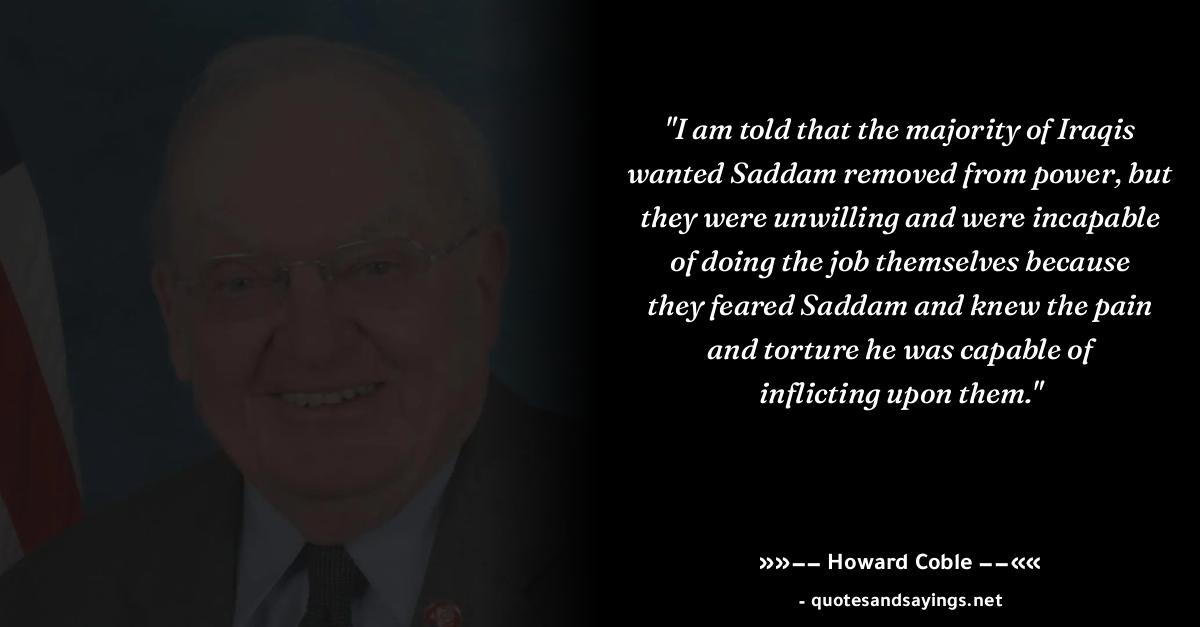 "I am told that the majority of Iraqis
wanted Saddam removed from power, but
they were unwilling and were incapable
of doing the job themselves because
they feared Saddam and knew the pain
and torture he was capable of
inflicting upon them."
»»–– Howard Coble ––««
- quotesandsayings.net